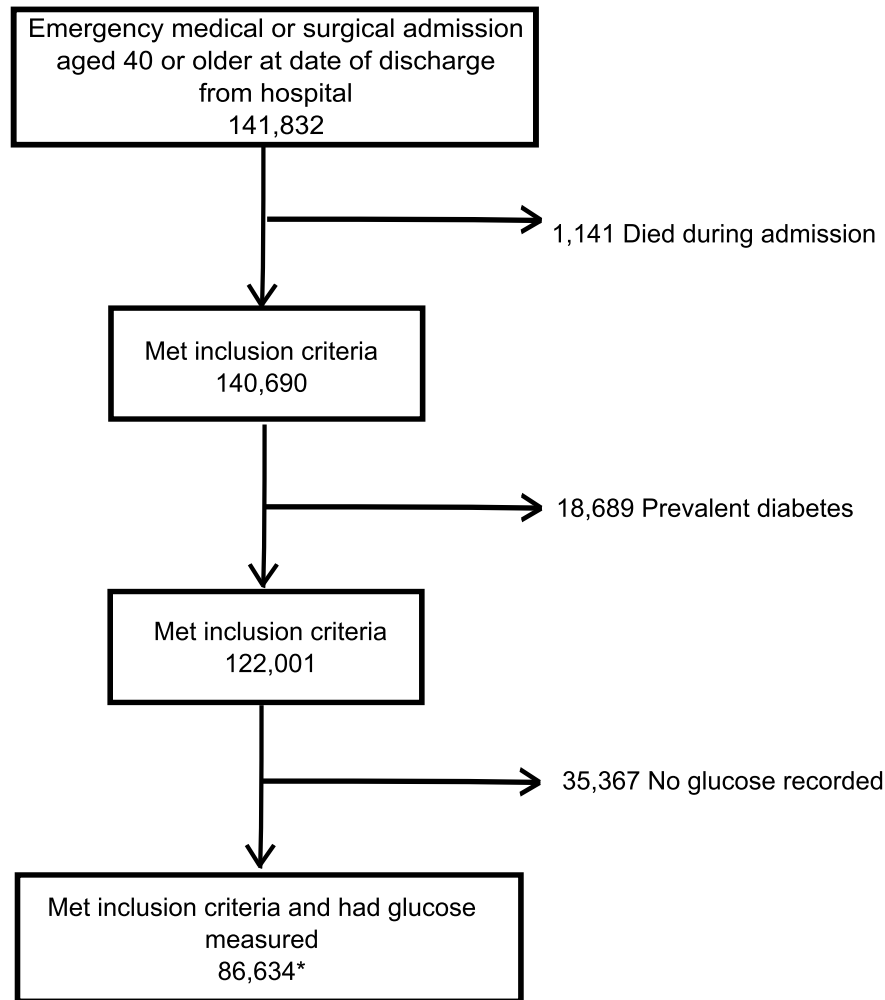 Emergency medical or surgical admission
aged 40 or older at date of discharge
from hospital
141,832
1,141 Died during admission
Met inclusion criteria
140,690
18,689 Prevalent diabetes
Met inclusion criteria
122,001
35,367 No glucose recorded
Met inclusion criteria and had glucose
measured
86,634*